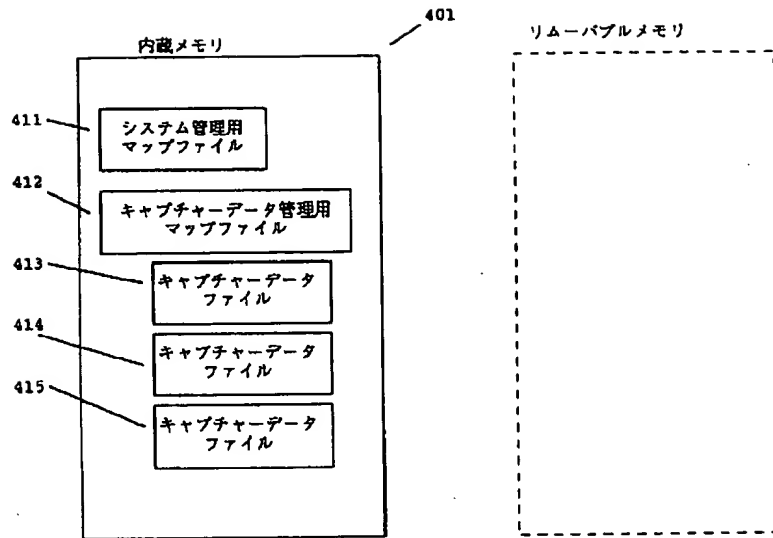 401
内蔵メモリ
リムーバブルメモリ
411
システム管理用
マップファイル
412
キャプチャーデータ管理用
マップファイル
413
キャプチャーデータ
ファイル
414
キャプチャーデータ
ファイル
415
キャプチャーデータ
ファイル